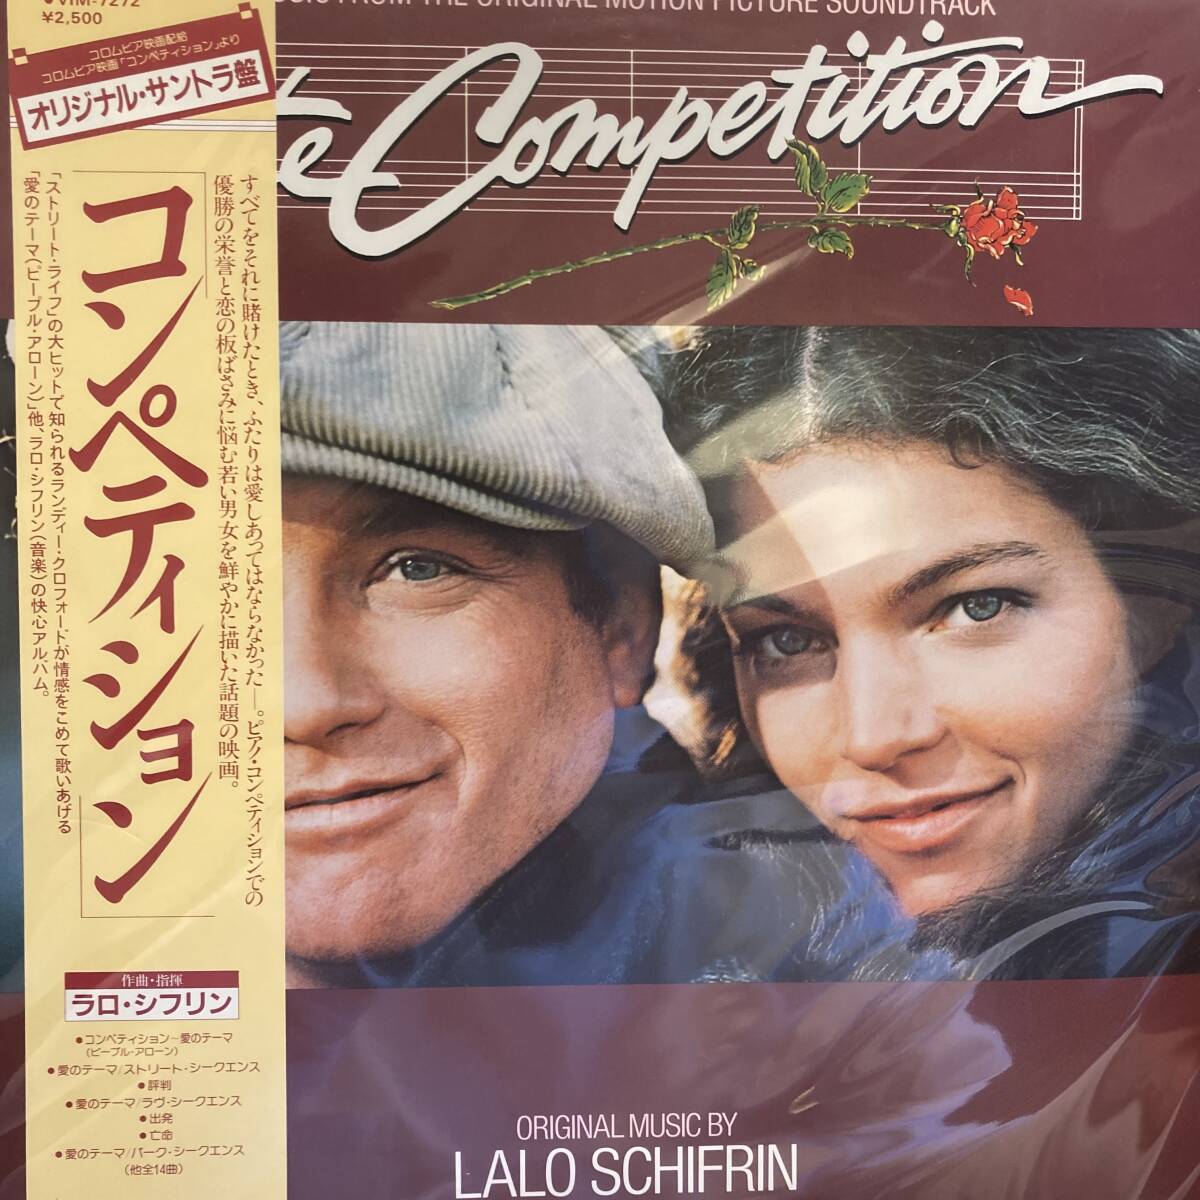 ●VIM-7272
¥2,500
コロムビア映画配給
コロムビア映画「コンペティション」より
オリジナル・サントラ盤
FROM THE ORIGINAL MOTION PICTURE SOUNDTRACK
Competition
すべてをそれに賭けたとき、ふたりは愛しあってはならなかった―。ピアノ・コンペティションでの
優勝の栄誉と恋の板ばさみに悩む若い男女を鮮やかに描いた話題の映画。
「コンペティション」
「ストリート・ライフ」の大ヒットで知られるランディー・クロフォードが情感をこめて歌いあげる
「愛のテーマ(ピープル・アローン)」他、ラロ・シフリン(音楽)の快心アルバム。
作曲・指揮
ラロ・シフリン
●コンペティション~愛のテーマ
(ピープル・アローン)
●愛のテーマ/ストリート・シークエンス
●評判
●愛のテーマ/ラヴ・シークエンス
●出発
●亡命
●愛のテーマ/パーク・シークエンス
(他全14曲)
ORIGINAL MUSIC BY
LALO SCHIFRIN